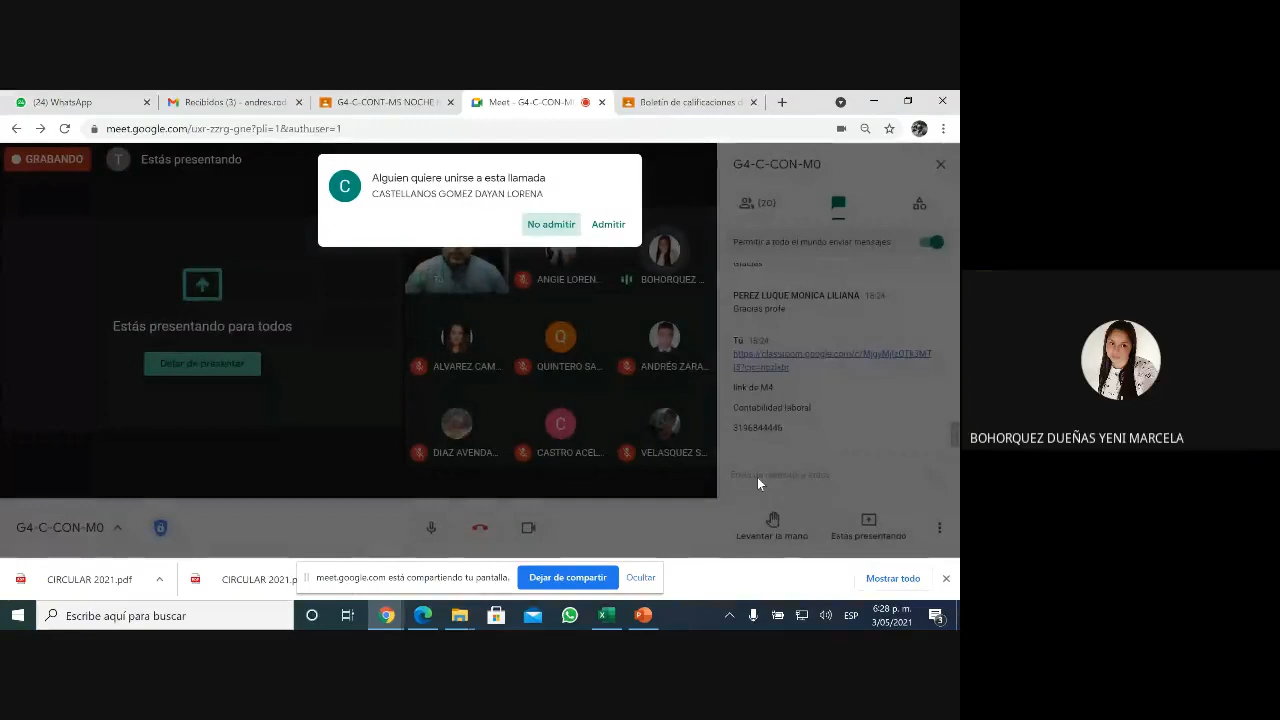 (24) WhatsApp
Recibidos (3) - andres.rod
G4-C-CONT-M5 NOCHE
Meet - G4-C-CON-M
Boletín de calificaciones d
meet.google.com/uxr-zzrg-gne?pli=1&authuser=1
GRABANDO
T
Estás presentando
C
Alguien quiere unirse a esta llamada
CASTELLANOS GOMEZ DAYAN LORENA
No admitir
Admitir
Estás presentando para todos
Dejar de presentar
Tú
ANGIE LOREN...
BOHORQUEZ ...
ALVAREZ CAM...
Q
QUINTERO SA...
ANDRÉS ZARA...
DIAZ AVENDA...
C
CASTRO ACEL...
VELASQUEZ S...
G4-C-CON-M0
(20)
Permitir a todo el mundo enviar mensajes
Gracias
PEREZ LUQUE MONICA LILIANA 18:24
Gracias profe
Tú 18:24
link de M4
Contabilidad laboral
3196844446
G4-C-CON-M0
Levantar la mano
Estás presentando
CIRCULAR 2021.pdf
CIRCULAR 2021.p
meet.google.com está compartiendo tu pantalla.
Dejar de compartir
Ocultar
Mostrar todo
Escribe aquí para buscar
ESP
6:28 p. m.
3/05/2021
3
BOHORQUEZ DUEÑAS YENI MARCELA